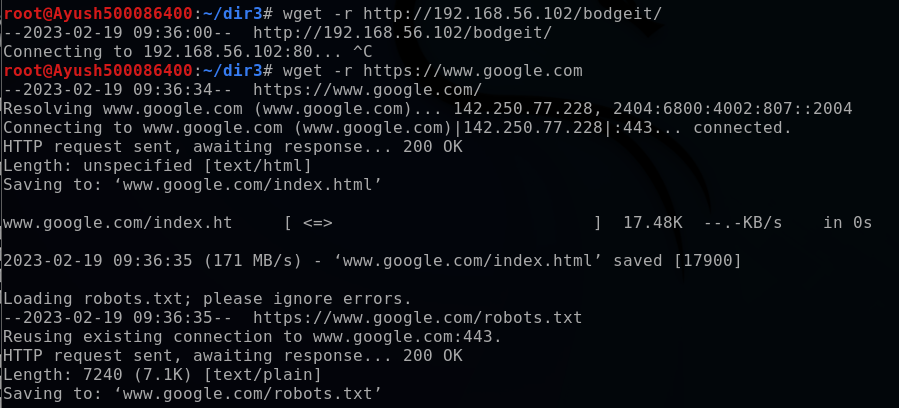 root@Ayush500086400:~/dir3# wget -r http://192.168.56.102/bodgeit/
--2023-02-19 09:36:00--  http://192.168.56.102/bodgeit/
Connecting to 192.168.56.102:80... ^C
root@Ayush500086400:~/dir3# wget -r https://www.google.com
--2023-02-19 09:36:34--  https://www.google.com/
Resolving www.google.com (www.google.com)... 142.250.77.228, 2404:6800:4002:807::2004
Connecting to www.google.com (www.google.com)|142.250.77.228|:443... connected.
HTTP request sent, awaiting response... 200 OK
Length: unspecified [text/html]
Saving to: ‘www.google.com/index.html’
www.google.com/index.ht     [ <=>                          ]  17.48K  --.-KB/s    in 0s
2023-02-19 09:36:35 (171 MB/s) - ‘www.google.com/index.html’ saved [17900]
Loading robots.txt; please ignore errors.
--2023-02-19 09:36:35--  https://www.google.com/robots.txt
Reusing existing connection to www.google.com:443.
HTTP request sent, awaiting response... 200 OK
Length: 7240 (7.1K) [text/plain]
Saving to: ‘www.google.com/robots.txt’